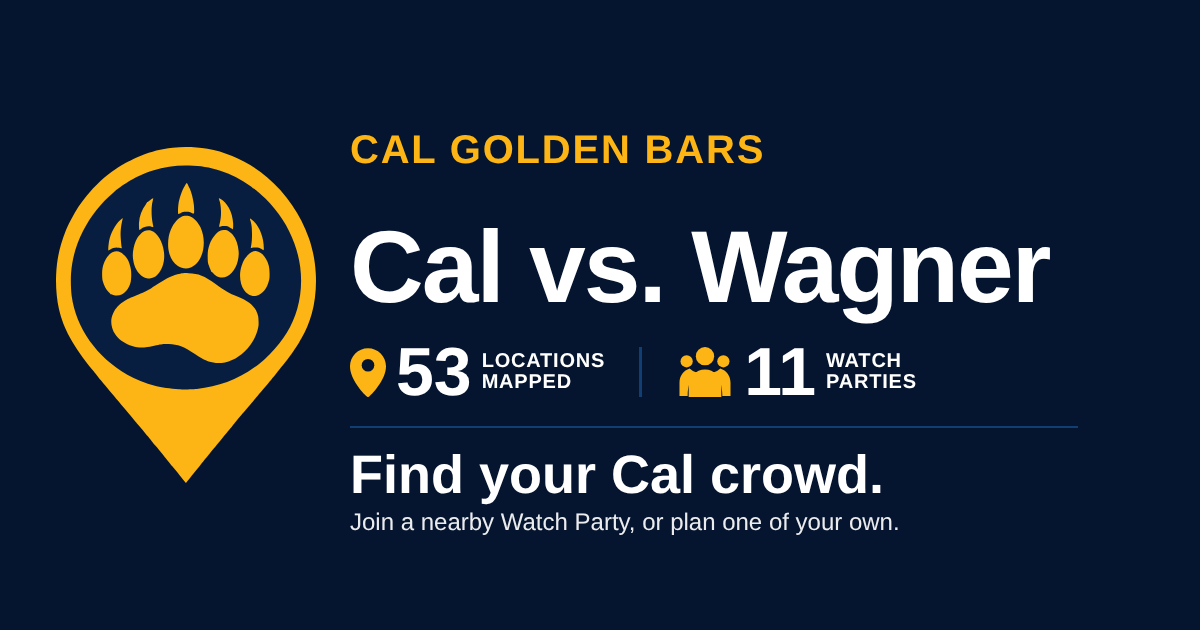 CAL GOLDEN BARS
Cal vs. Wagner
53 LOCATIONS MAPPED
11 WATCH PARTIES
Find your Cal crowd.
Join a nearby Watch Party, or plan one of your own.